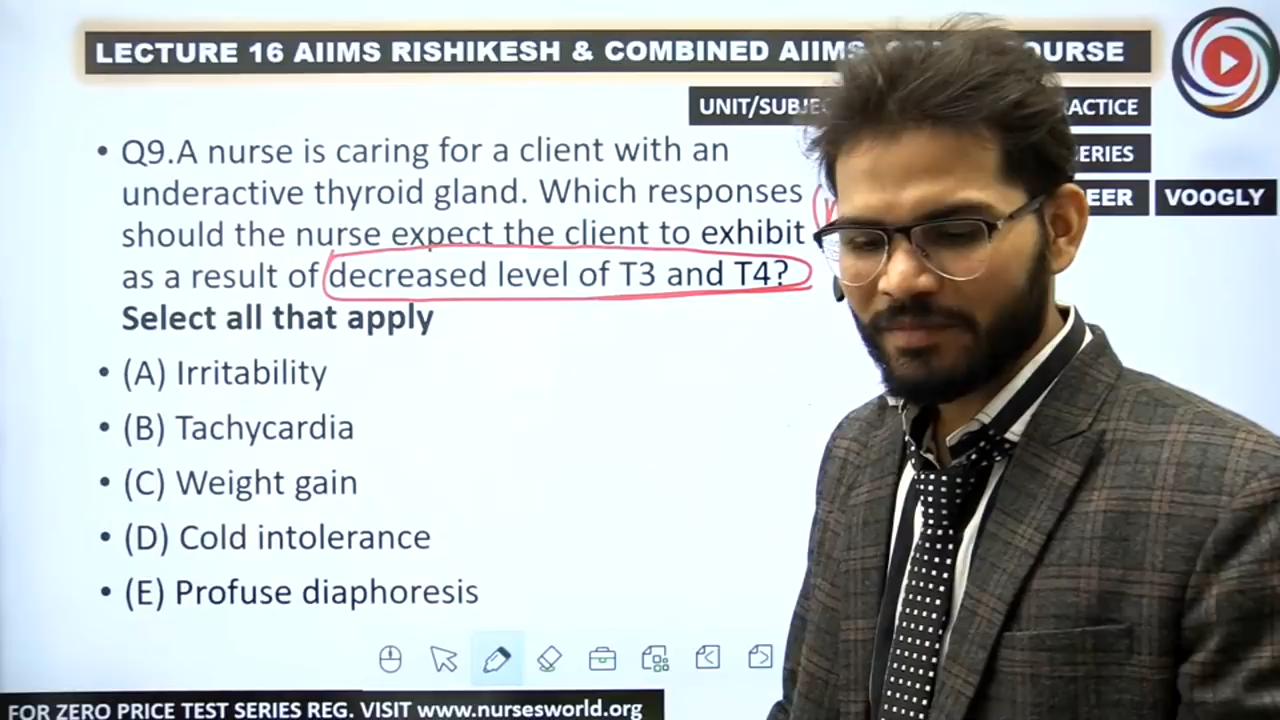 LECTURE 16 AIIMS RISHIKESH & COMBINED AIIMS URSE
UNIT/SUBJE ACTICE
ERIES
EER VOOGLY
• Q9.A nurse is caring for a client with an
underactive thyroid gland. Which responses
should the nurse expect the client to exhibit
as a result of decreased level of T3 and T4?
Select all that apply
• (A) Irritability
• (B) Tachycardia
• (C) Weight gain
• (D) Cold intolerance
• (E) Profuse diaphoresis
FOR ZERO PRICE TEST SERIES REG. VISIT www.nursesworld.org